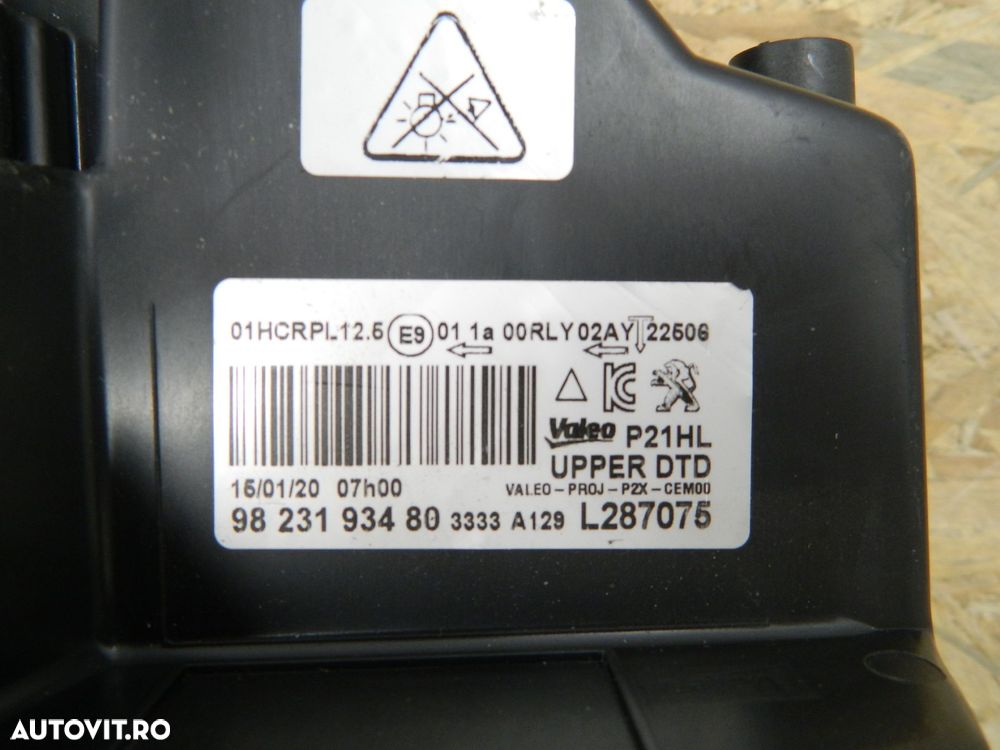 01HCRPL12.5 E9 01 1a 00RLY 02AY 22506
Valeo P21HL
UPPER DTD
15/01/20 07h00 VALEO-PROJ-P2X-CEM00
98 231 934 80 3333 A129 L287075
AUTOVIT.RO